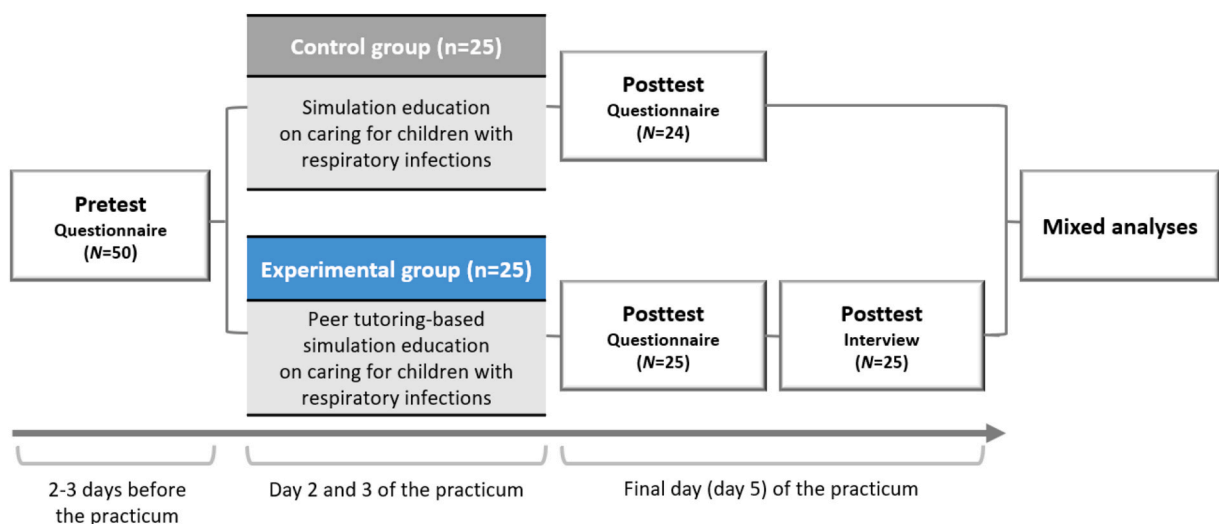 Pretest
Questionnaire
(N=50)
Control group (n=25)
Simulation education
on caring for children with
respiratory infections
Posttest
Questionnaire
(N=24)
Experimental group (n=25)
Peer tutoring-based
simulation education
on caring for children with
respiratory infections
Posttest
Questionnaire
(N=25)
Posttest
Interview
(N=25)
Mixed analyses
2-3 days before
the practicum
Day 2 and 3 of the practicum
Final day (day 5) of the practicum